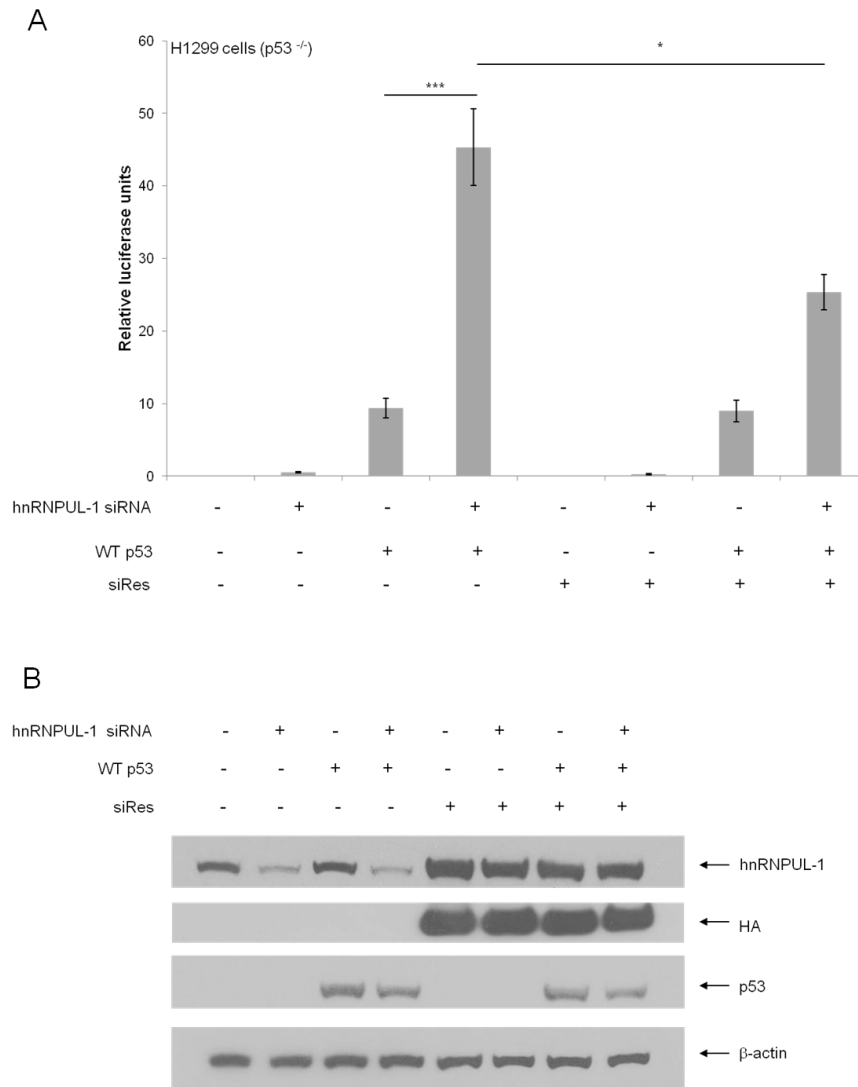 A
60
H1299 cells (p53 -/-)
*
***
50
40
30
20
10
0
Relative luciferase units
hnRNPUL-1 siRNA - + - + - + - +
WT p53 - - + + - - + +
siRes - - - - + + + +
B
hnRNPUL-1 siRNA - + - + - + - +
WT p53 - - + + - - + +
siRes - - - - + + + +
hnRNPUL-1
HA
p53
β-actin